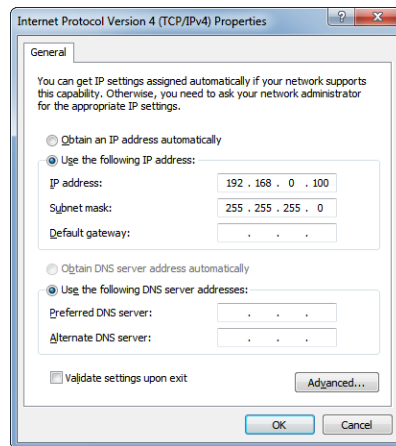 Internet Protocol Version 4 (TCP/IPv4) Properties
General
You can get IP settings assigned automatically if your network supports
this capability. Otherwise, you need to ask your network administrator
for the appropriate IP settings.
Obtain an IP address automatically
Use the following IP address:
IP address: 192 . 168 . 0 . 100
Subnet mask: 255 . 255 . 255 . 0
Default gateway: . . .
Obtain DNS server address automatically
Use the following DNS server addresses:
Preferred DNS server: . . .
Alternate DNS server: . . .
Validate settings upon exit
Advanced...
OK Cancel